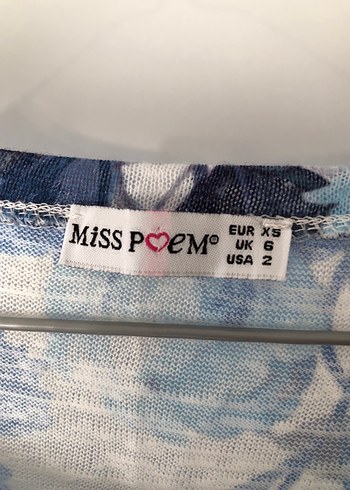 MiSS POeM®
EUR XS
UK 6
USA 2